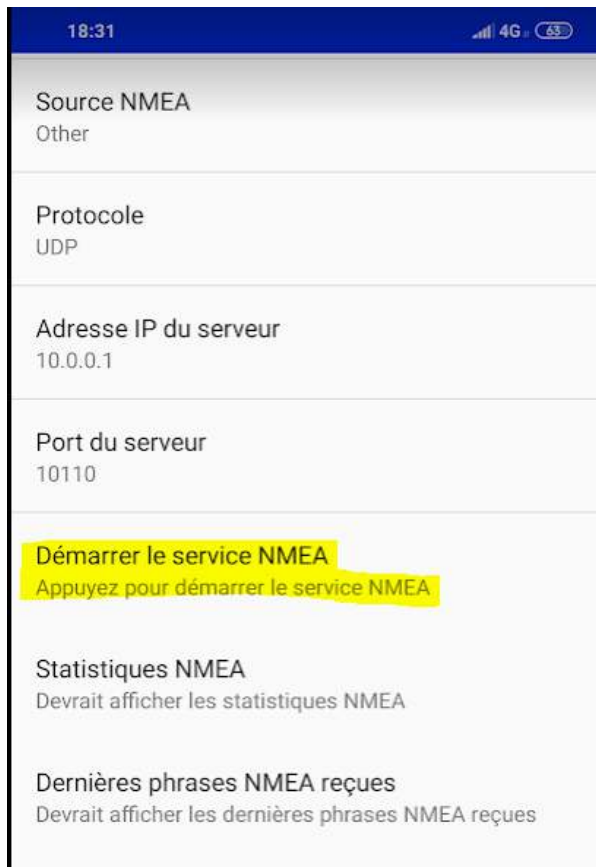 18:31 4G 63
Source NMEA
Other
Protocole
UDP
Adresse IP du serveur
10.0.0.1
Port du serveur
10110
Démarrer le service NMEA
Appuyez pour démarrer le service NMEA
Statistiques NMEA
Devrait afficher les statistiques NMEA
Dernières phrases NMEA reçues
Devrait afficher les dernières phrases NMEA reçues